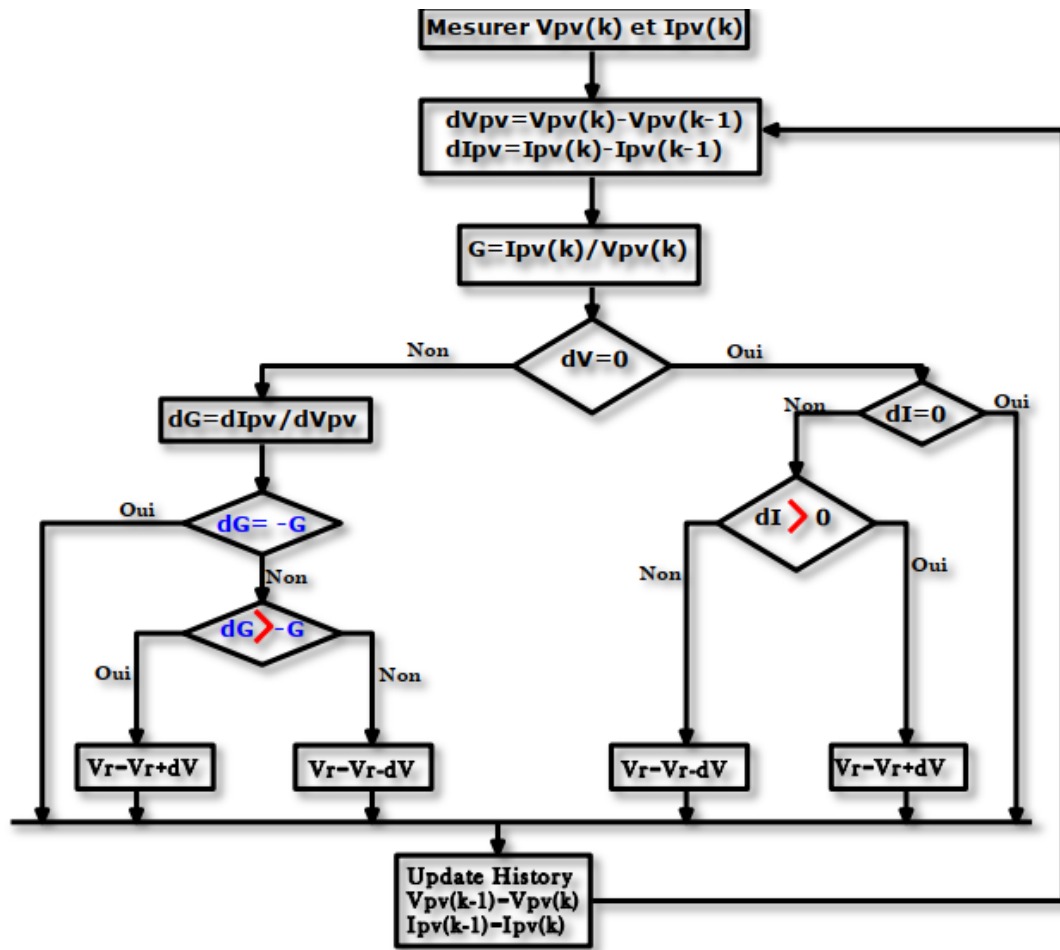 Mesurer Vpv(k) et Ipv(k)
dVpv=Vpv(k)-Vpv(k-1)
dIpv=Ipv(k)-Ipv(k-1)
G=Ipv(k)/Vpv(k)
Non
dV=0
Oui
dG=dIpv/dVpv
Non
dI=0
Oui
Oui
dG= -G
dI > 0
Non
Non
Oui
dG>-G
Oui
Non
Vr=Vr+dV
Vr=Vr-dV
Vr=Vr-dV
Vr=Vr+dV
Update History
Vpv(k-1)=Vpv(k)
Ipv(k-1)=Ipv(k)